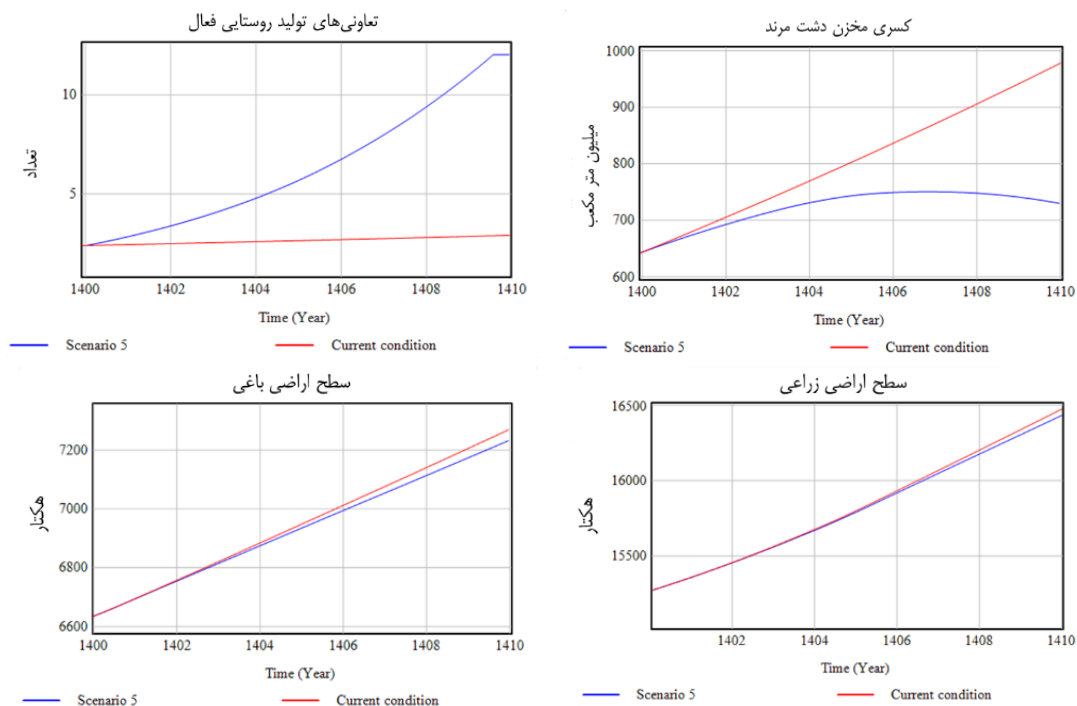 تعاونی‌های تولید روستایی فعال
تعداد
10
5
1400 1402 1404 1406 1408 1410
Time (Year)
Scenario 5 Current condition
کسری مخزن دشت مرند
میلیون متر مکعب
1000
900
800
700
600
1400 1402 1404 1406 1408 1410
Time (Year)
Scenario 5 Current condition
سطح اراضی باغی
هکتار
7200
7000
6800
6600
1400 1402 1404 1406 1408 1410
Time (Year)
Scenario 5 Current condition
سطح اراضی زراعی
هکتار
16500
16000
15500
1402 1404 1406 1408 1410
Time (Year)
Scenario 5 Current condition